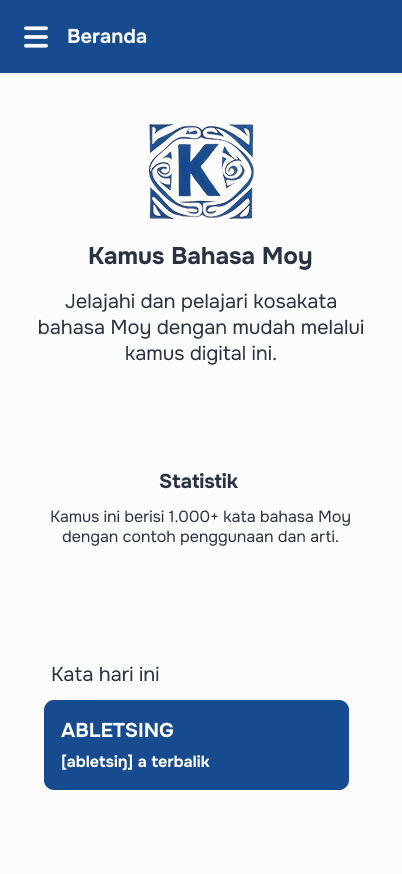 Beranda
K
Kamus Bahasa Moy
Jelajahi dan pelajari kosakata
bahasa Moy dengan mudah melalui
kamus digital ini.
Statistik
Kamus ini berisi 1.000+ kata bahasa Moy
dengan contoh penggunaan dan arti.
Kata hari ini
ABLETSING
[abletsiŋ] a terbalik